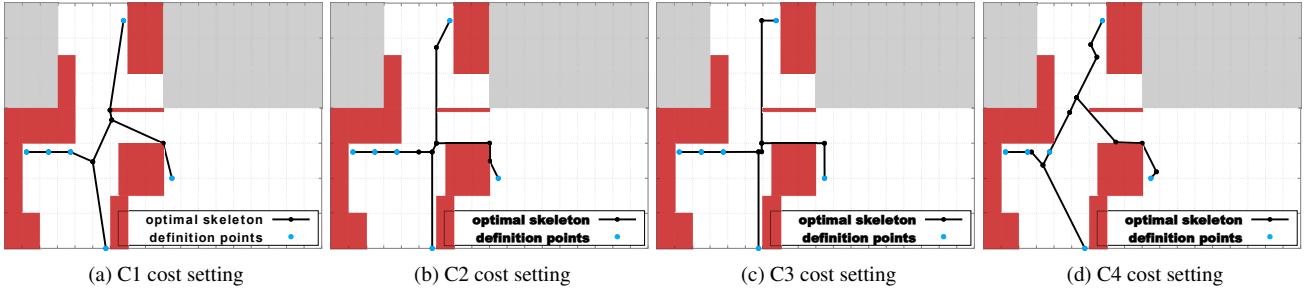 optimal skeleton
definition points
optimal skeleton
definition points
optimal skeleton
definition points
optimal skeleton
definition points
(a) C1 cost setting
(b) C2 cost setting
(c) C3 cost setting
(d) C4 cost setting